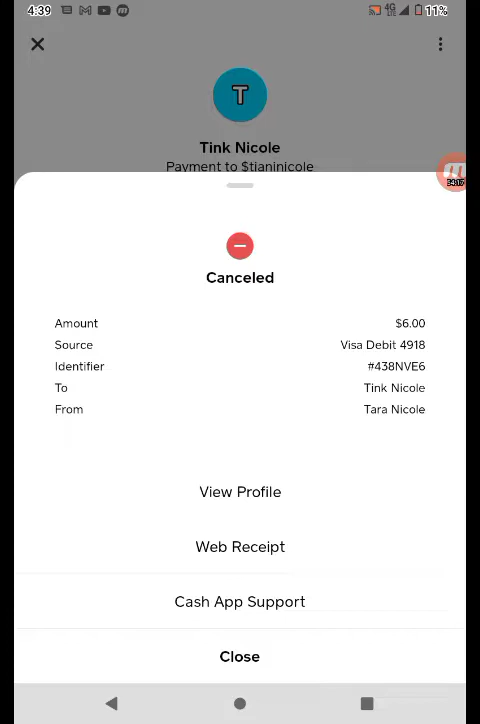 4:39
4G
LTE
11%
T
Tink Nicole
Payment to $tianinicole
Canceled
Amount $6.00
Source Visa Debit 4918
Identifier #438NVE6
To Tink Nicole
From Tara Nicole
View Profile
Web Receipt
Cash App Support
Close